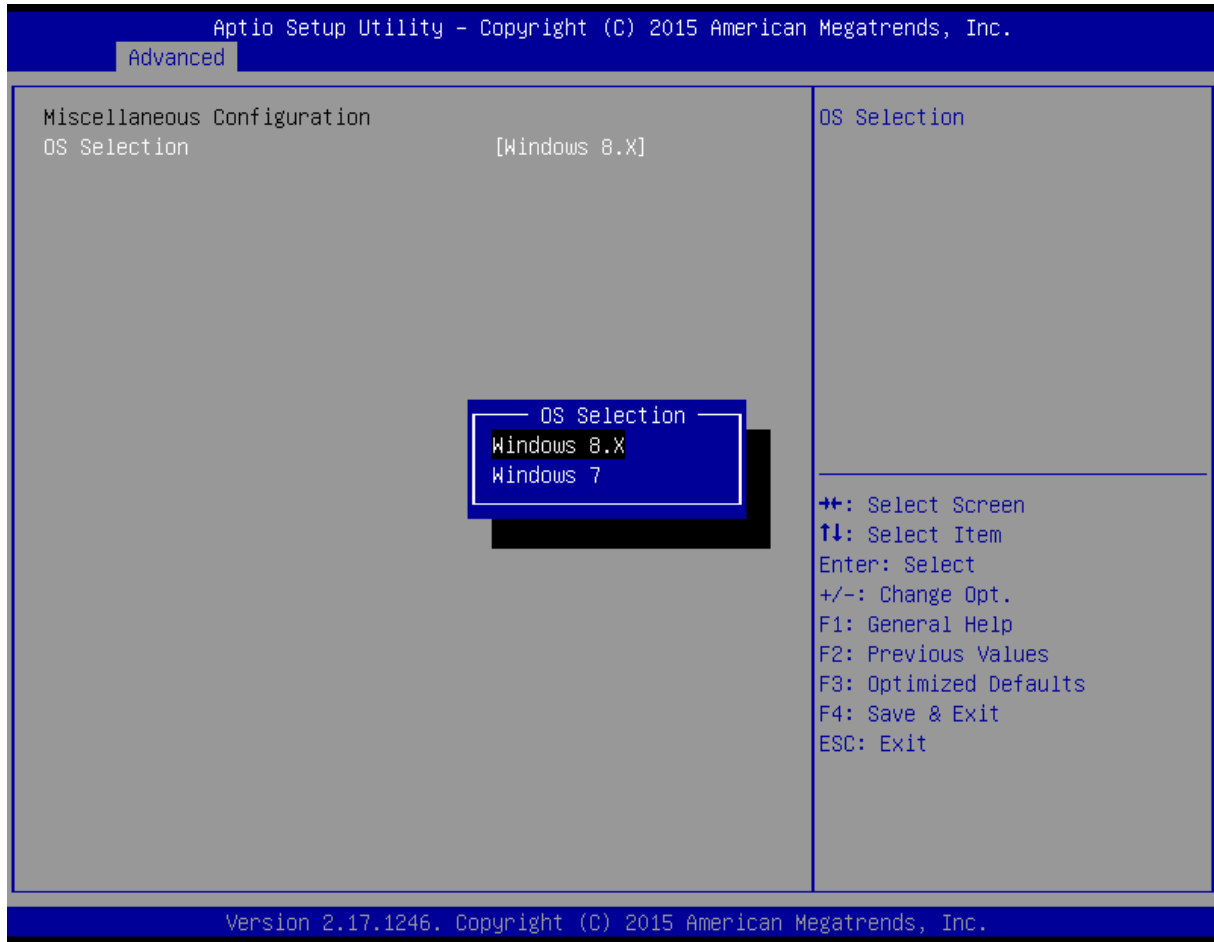 Aptio Setup Utility – Copyright (C) 2015 American Megatrends, Inc.
Advanced
Miscellaneous Configuration
OS Selection [Windows 8.X]
OS Selection
OS Selection
Windows 8.X
Windows 7
→←: Select Screen
↑↓: Select Item
Enter: Select
+/-: Change Opt.
F1: General Help
F2: Previous Values
F3: Optimized Defaults
F4: Save & Exit
ESC: Exit
Version 2.17.1246. Copyright (C) 2015 American Megatrends, Inc.